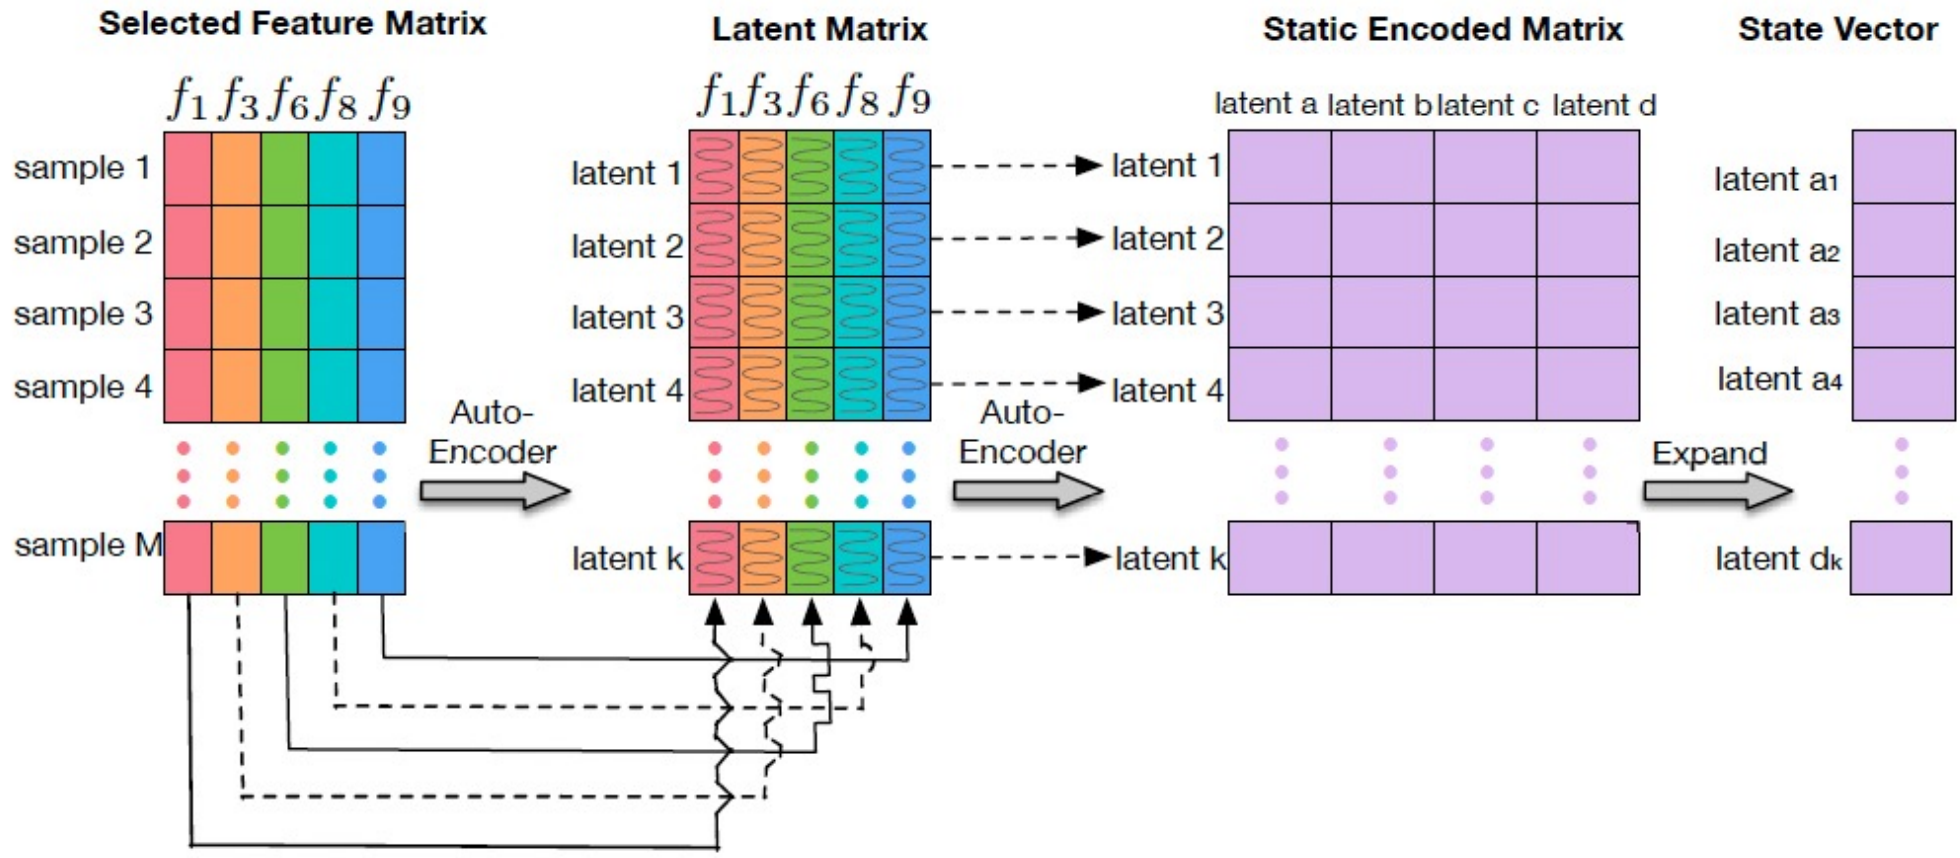 Selected Feature Matrix
Latent Matrix
Static Encoded Matrix
State Vector
f1 f3 f6 f8 f9
f1 f3 f6 f8 f9
latent a latent b latent c latent d
sample 1
latent 1
latent 1
latent a1
sample 2
latent 2
latent 2
latent a2
sample 3
latent 3
latent 3
latent a3
sample 4
latent 4
latent 4
latent a4
Auto-
Encoder
Auto-
Encoder
Expand
sample M
latent k
latent k
latent dk